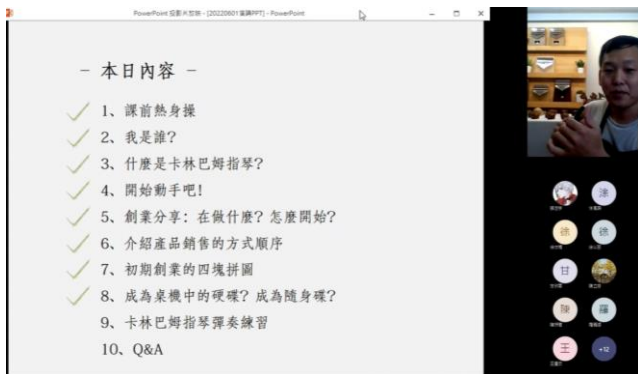 PowerPoint 投影片放映 - [20220601簡講PPT] - PowerPoint
– 本日內容 –
1、課前熱身操
2、我是誰?
3、什麼是卡林巴姆指琴?
4、開始動手吧!
5、創業分享: 在做什麼? 怎麼開始?
6、介紹產品銷售的方式順序
7、初期創業的四塊拼圖
8、成為桌機中的硬碟? 成為隨身碟?
9、卡林巴姆指琴彈奏練習
10、Q&A
涂
徐
徐
甘
陳
羅
王
+12